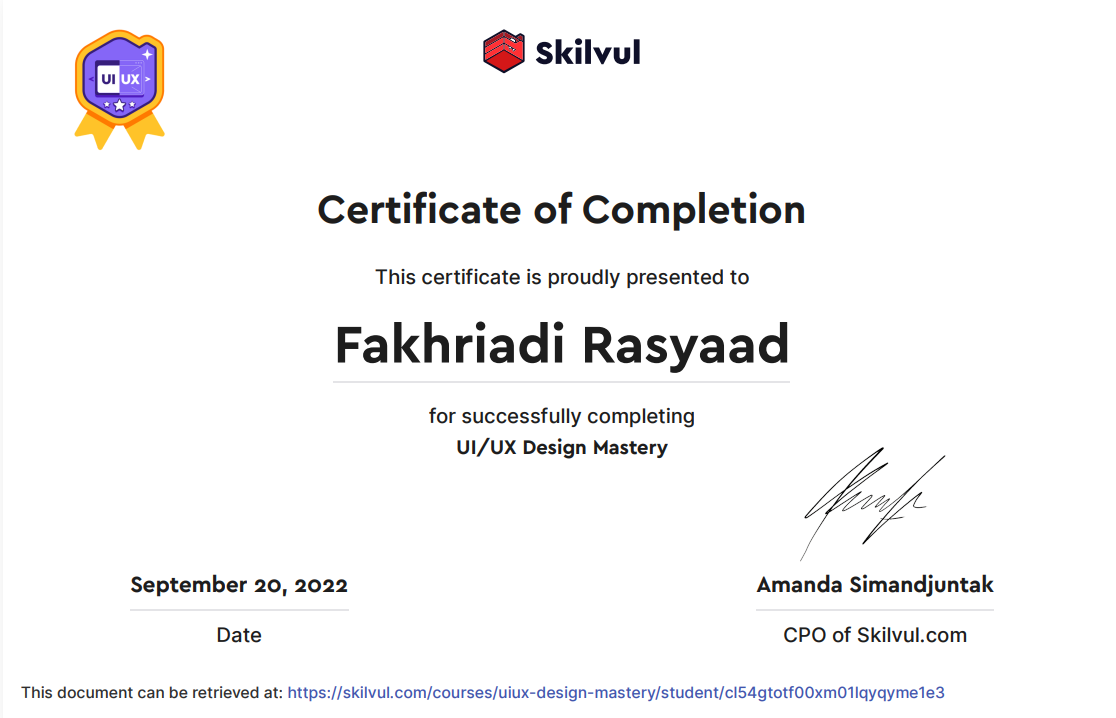 UI UX
Skilvul
Certificate of Completion
This certificate is proudly presented to
Fakhriadi Rasyaad
for successfully completing
UI/UX Design Mastery
September 20, 2022
Amanda Simandjuntak
Date
CPO of Skilvul.com
This document can be retrieved at: https://skilvul.com/courses/uiux-design-mastery/student/cl54gtotf00xm01lqyqyme1e3